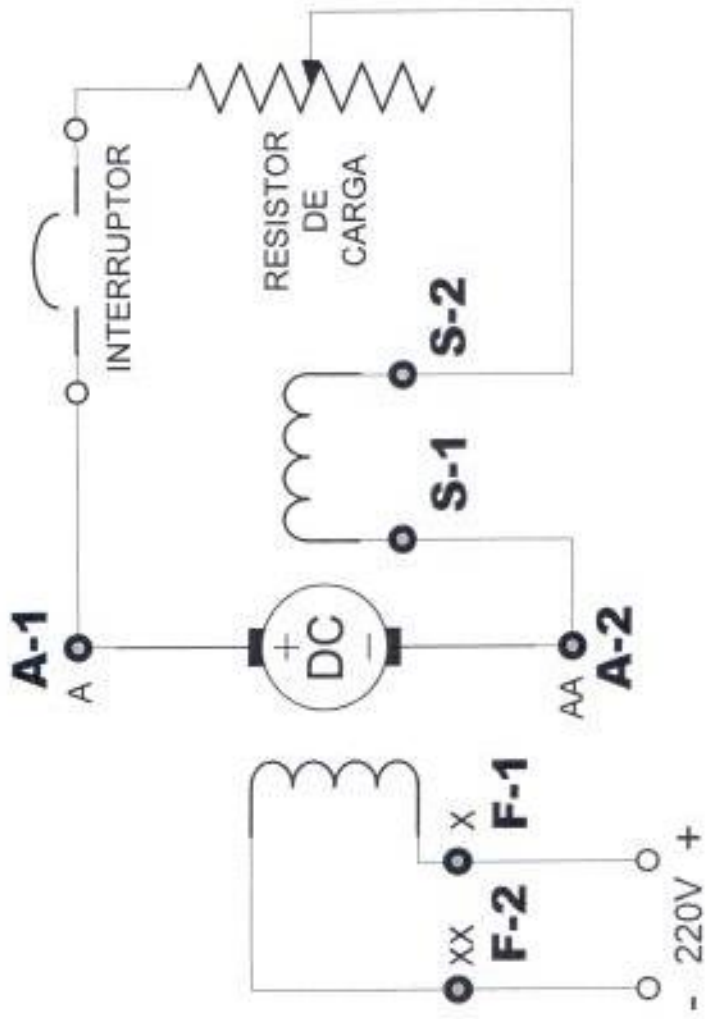 A-1
A
INTERRUPTOR
RESISTOR
DE
CARGA
+
DC
–
S-1
S-2
AA
A-2
X
F-1
XX
F-2
- 220V +